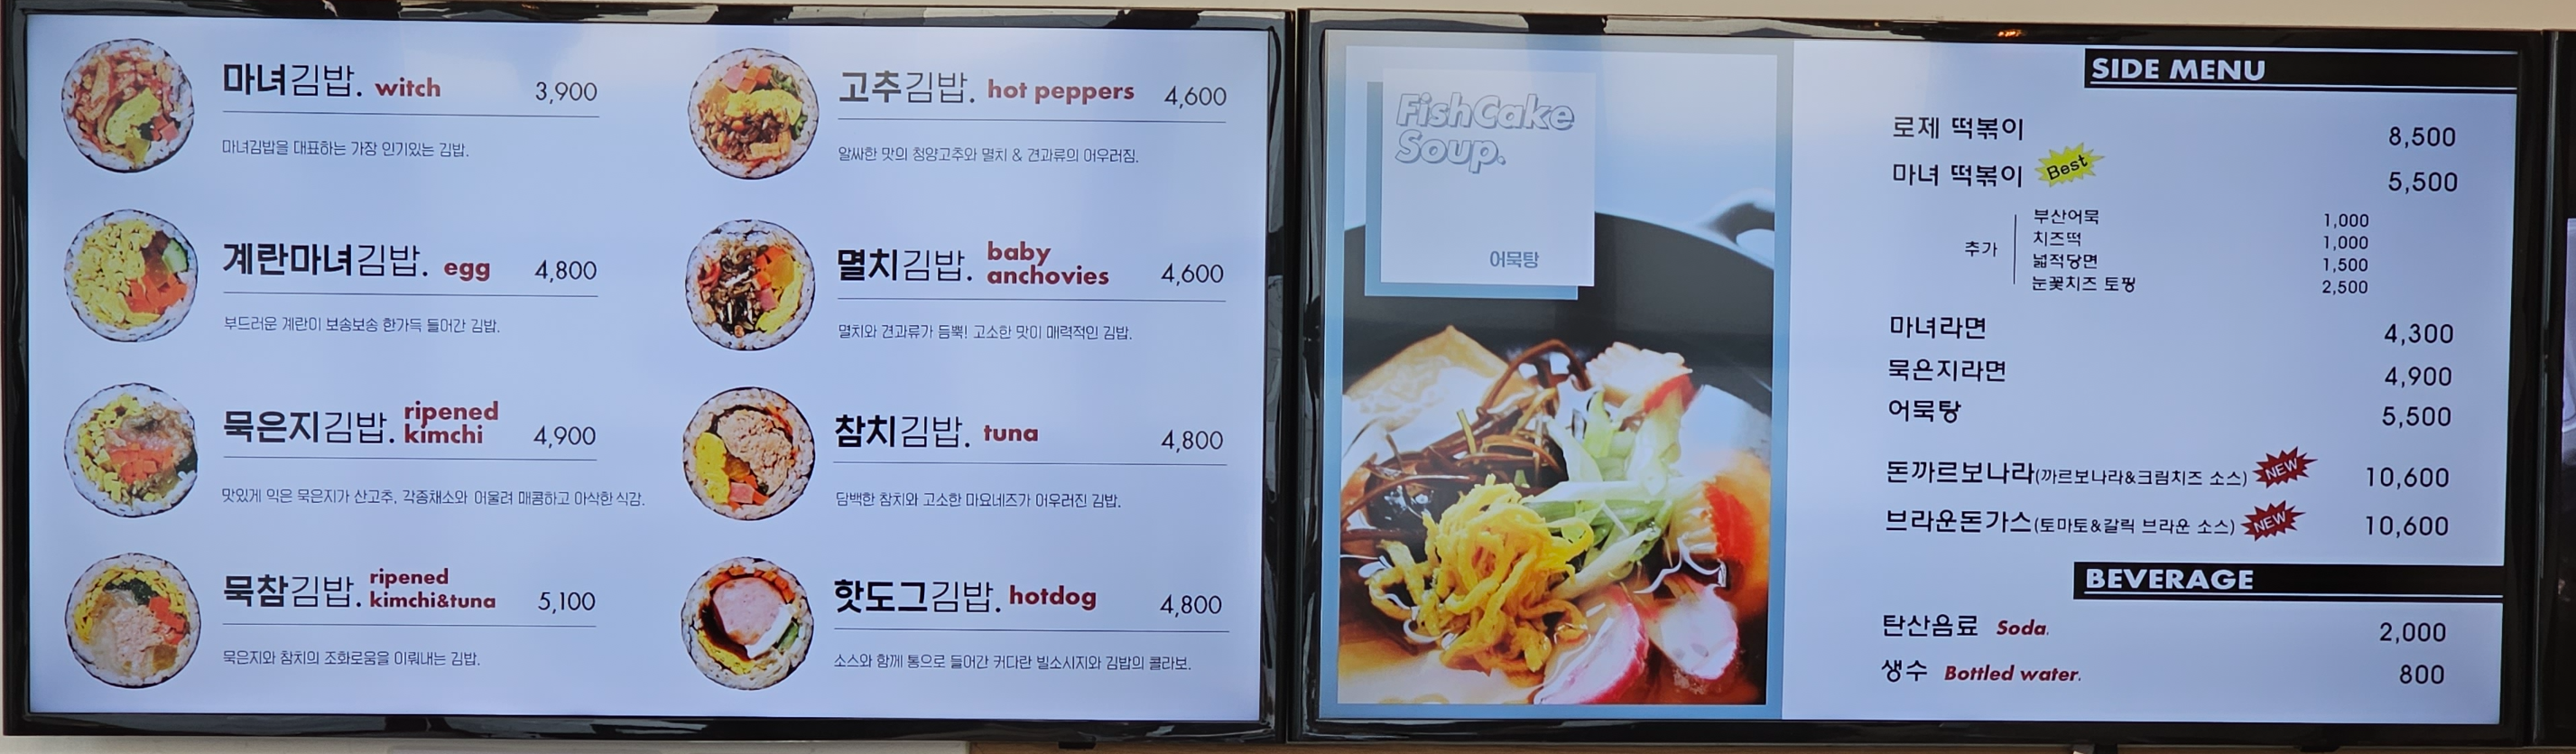 마녀김밥. witch 3,900
마녀김밥을 대표하는 가장 인기있는 김밥.
계란마녀김밥. egg 4,800
부드러운 계란이 보송보송 한가득 들어간 김밥.
묵은지김밥. ripened kimchi 4,900
맛있게 익은 묵은지가 산고추, 각종채소와 어울려 매콤하고 아삭한 식감.
묵참김밥. ripened kimchi&tuna 5,100
묵은지와 참치의 조화로움을 이뤄내는 김밥.
고추김밥. hot peppers 4,600
알싸한 맛의 청양고추와 멸치 & 견과류의 어우러짐.
멸치김밥. baby anchovies 4,600
멸치와 견과류가 듬뿍! 고소한 맛이 매력적인 김밥.
참치김밥. tuna 4,800
담백한 참치와 고소한 마요네즈가 어우러진 김밥.
핫도그김밥. hotdog 4,800
소스와 함께 통으로 들어간 커다란 빌소시지와 김밥의 콜라보.
FishCake
Soup.
어묵탕
SIDE MENU
로제 떡볶이 8,500
마녀 떡볶이 Best 5,500
추가
부산어묵 1,000
치즈떡 1,000
넓적당면 1,500
눈꽃치즈 토핑 2,500
마녀라면 4,300
묵은지라면 4,900
어묵탕 5,500
돈까르보나라(까르보나라&크림치즈 소스) NEW 10,600
브라운돈가스(토마토&갈릭 브라운 소스) NEW 10,600
BEVERAGE
탄산음료 Soda. 2,000
생수 Bottled water. 800